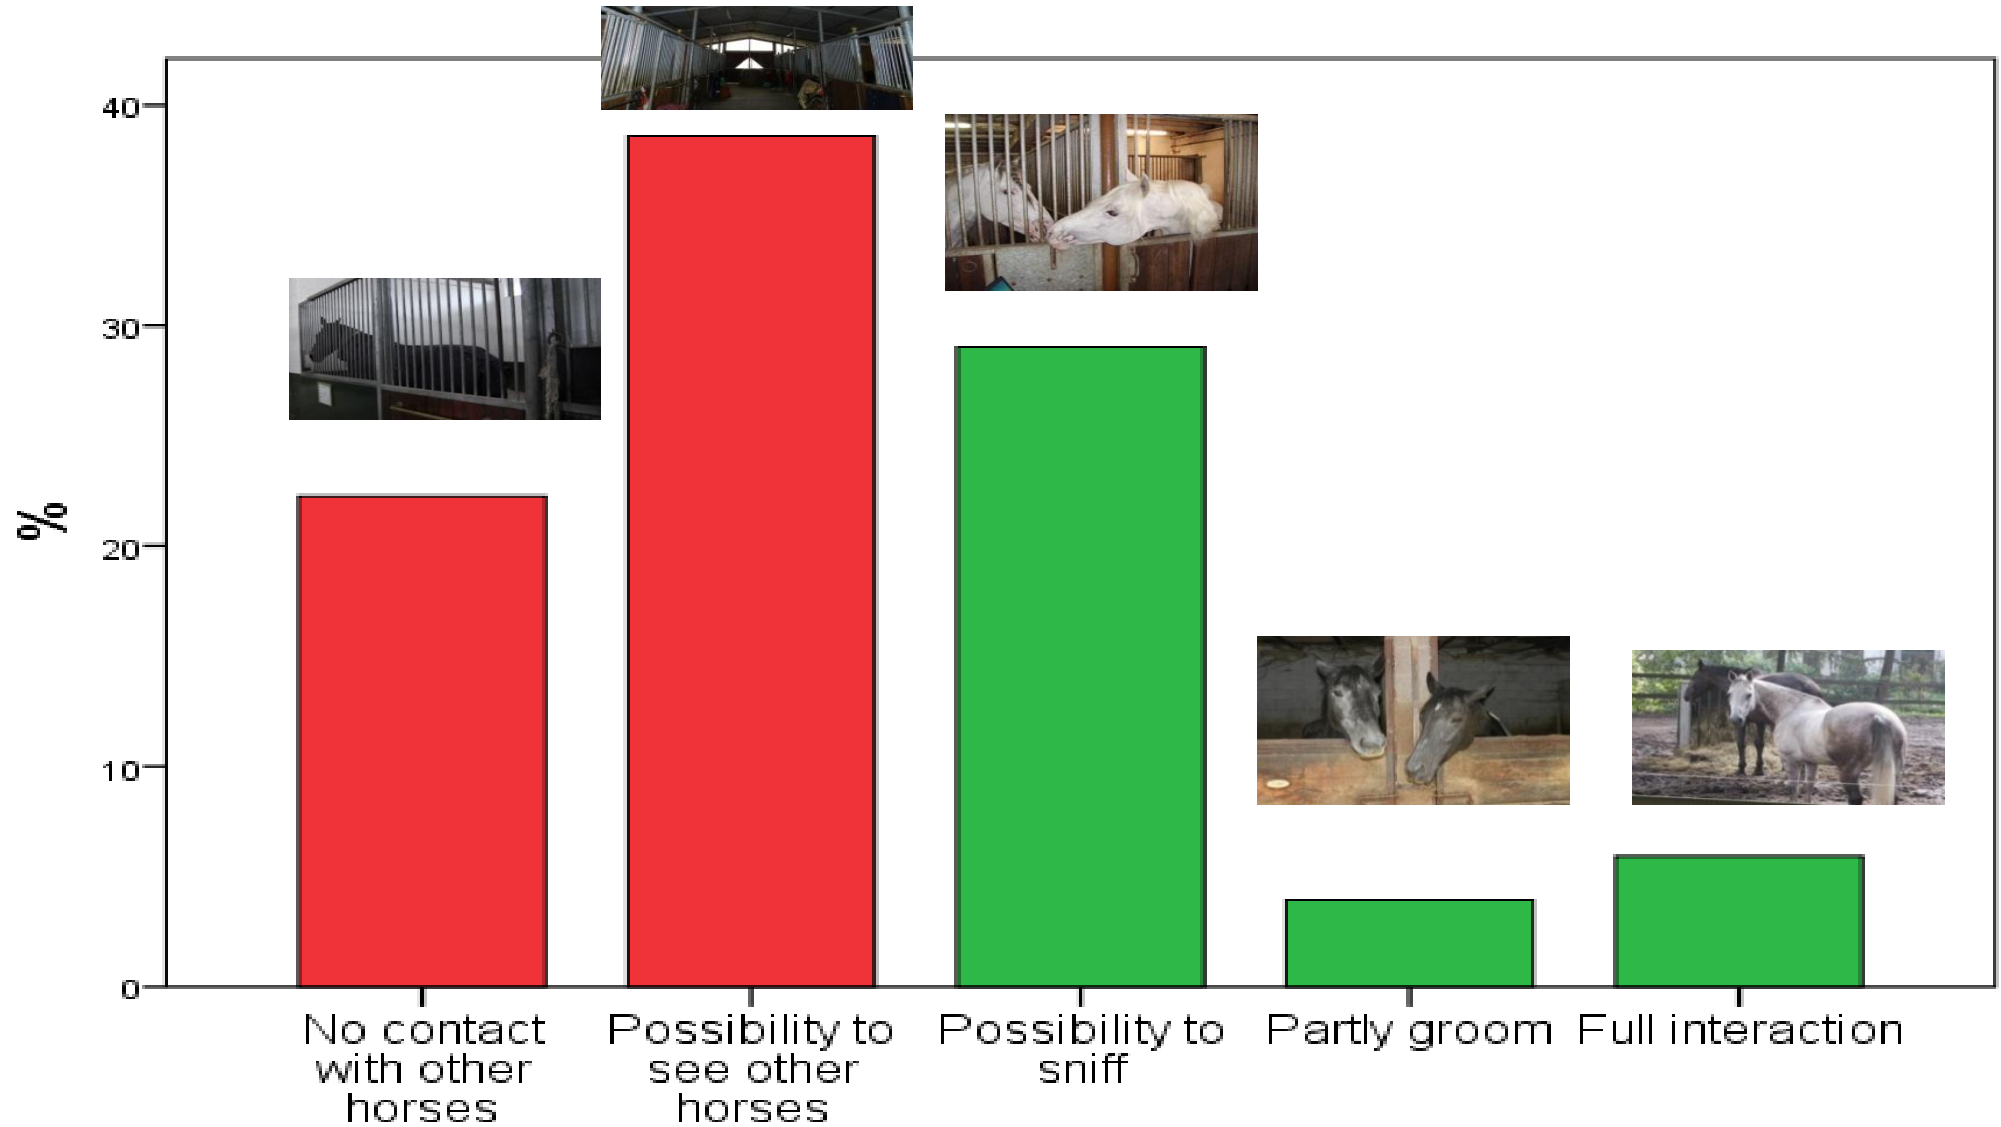 40
30
20
10
0
%
No contact
with other
horses
Possibility to
see other
horses
Possibility to
sniff
Partly groom
Full interaction